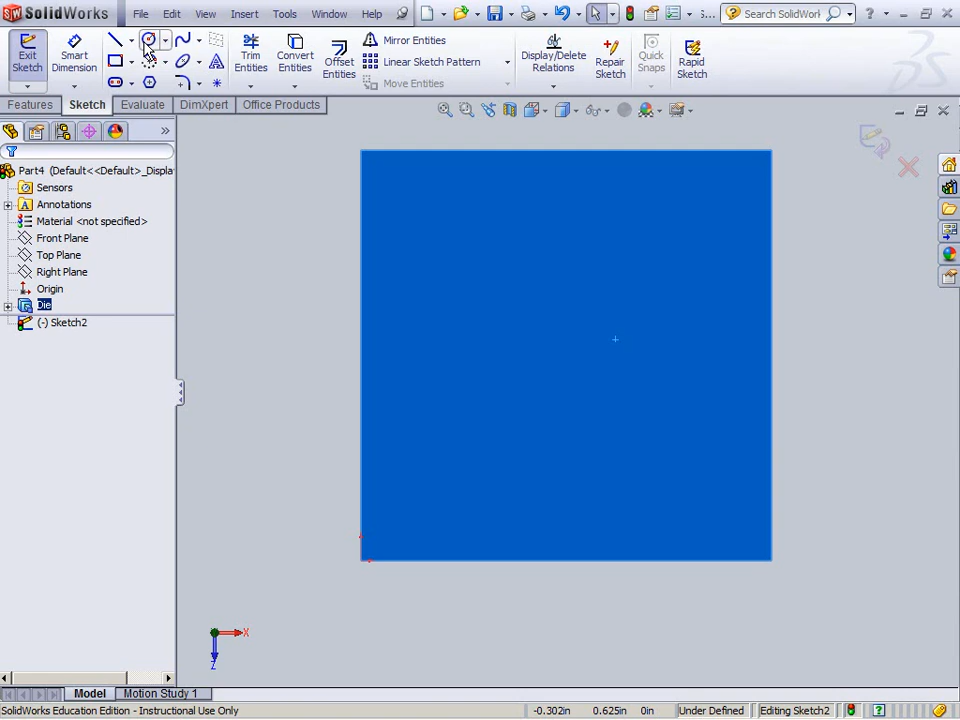 SolidWorks File Edit View Insert Tools Window Help S... Search SolidWork
Exit Sketch
Smart Dimension
Trim Entities
Convert Entities
Offset Entities
Mirror Entities
Linear Sketch Pattern
Move Entities
Display/Delete Relations
Repair Sketch
Quick Snaps
Rapid Sketch
Features Sketch Evaluate DimXpert Office Products
Part4 (Default<<Default>_Displa
Sensors
Annotations
Material <not specified>
Front Plane
Top Plane
Right Plane
Origin
Die
(-) Sketch2
X
Z
Model Motion Study 1
SolidWorks Education Edition - Instructional Use Only -0.302in 0.625in 0in Under Defined Editing Sketch2